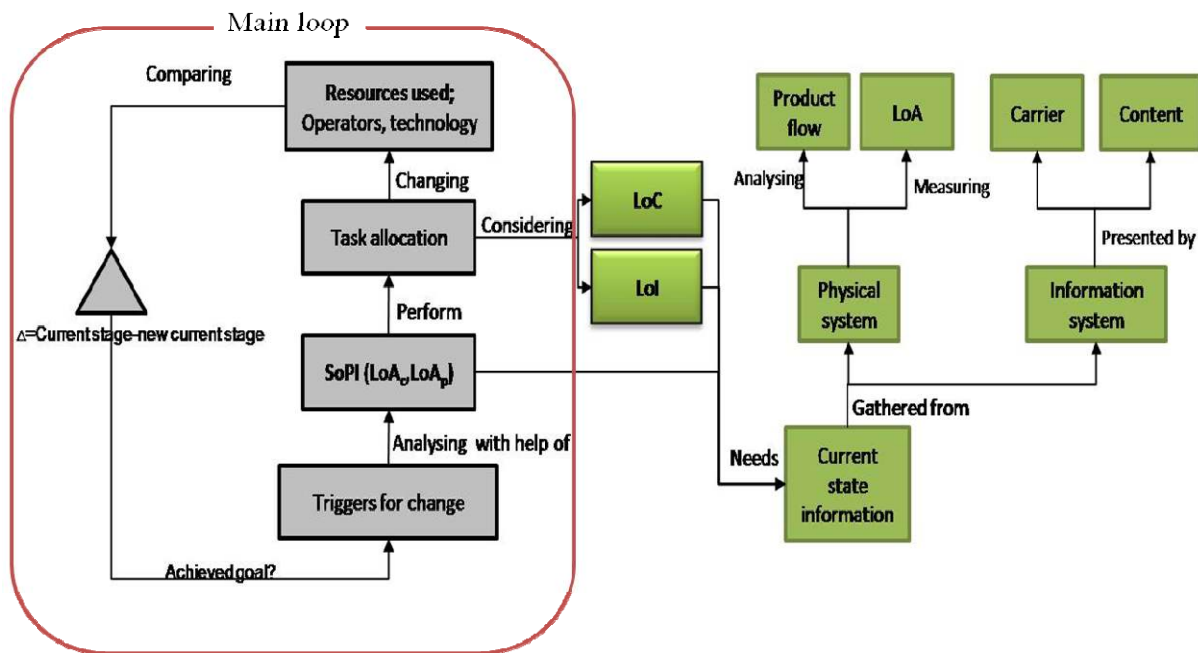 Main loop
Comparing
Resources used;
Operators, technology
Changing
Task allocation
Considering
Perform
Δ=Current stage-new current stage
SoPI (LoAc,LoAp)
Analysing with help of
Triggers for change
Achieved goal?
LoC
LoI
Needs
Product
flow
LoA
Carrier
Content
Analysing
Measuring
Presented by
Physical
system
Information
system
Gathered from
Current
state
information